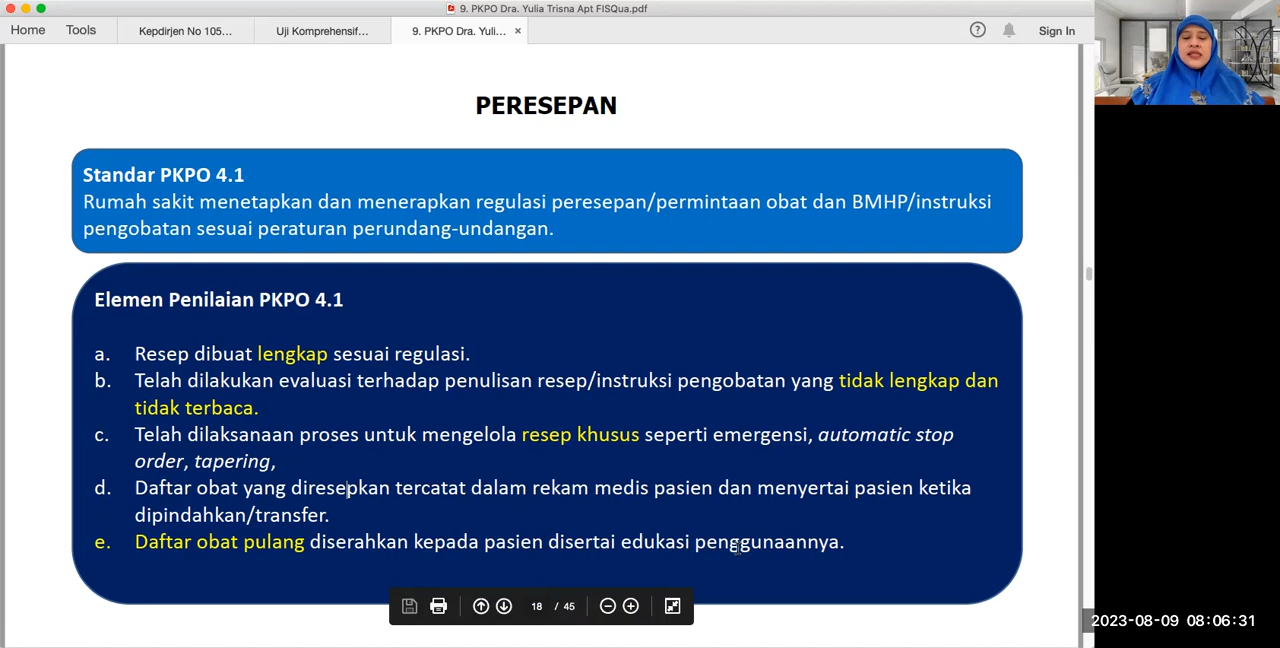 9. PKPO Dra. Yulia Trisna Apt FISQua.pdf
Home Tools Kepdirjen No 105... Uji Komprehensif... 9. PKPO Dra. Yuli... × Sign In
PERESEPAN
Standar PKPO 4.1
Rumah sakit menetapkan dan menerapkan regulasi peresepan/permintaan obat dan BMHP/instruksi
pengobatan sesuai peraturan perundang-undangan.
Elemen Penilaian PKPO 4.1
a. Resep dibuat lengkap sesuai regulasi.
b. Telah dilakukan evaluasi terhadap penulisan resep/instruksi pengobatan yang tidak lengkap dan
tidak terbaca.
c. Telah dilaksanaan proses untuk mengelola resep khusus seperti emergensi, automatic stop
order, tapering,
d. Daftar obat yang diresepkan tercatat dalam rekam medis pasien dan menyertai pasien ketika
dipindahkan/transfer.
e. Daftar obat pulang diserahkan kepada pasien disertai edukasi penggunaannya.
18 / 45
2023-08-09 08:06:31